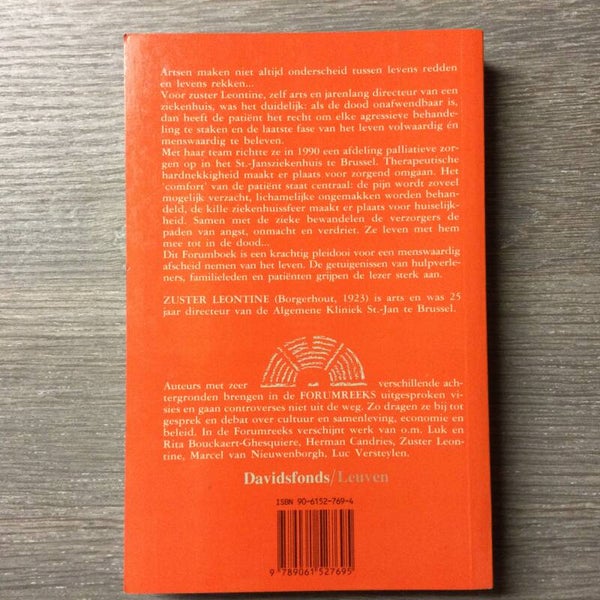 Artsen maken niet altijd onderscheid tussen levens redden
en levens rekken...
Voor zuster Leontine, zelf arts en jarenlang directeur van een
ziekenhuis, was het duidelijk: als de dood onafwendbaar is,
dan heeft de patiënt het recht om elke agressieve behande-
ling te staken en de laatste fase van het leven volwaardig én
menswaardig te beleven.
Met haar team richtte ze in 1990 een afdeling palliatieve zor-
gen op in het St.-Jansziekenhuis te Brussel. Therapeutische
hardnekkigheid maakt er plaats voor zorgend omgaan. Het
'comfort' van de patiënt staat centraal: de pijn wordt zoveel
mogelijk verzacht, lichamelijke ongemakken worden behan-
deld, de kille ziekenhuissfeer maakt er plaats voor huiselijk-
heid. Samen met de zieke bewandelen de verzorgers de
paden van angst, onmacht en verdriet. Ze leven met hem
mee tot in de dood...
Dit Forumboek is een krachtig pleidooi voor een menswaardig
afscheid nemen van het leven. De getuigenissen van hulpverle-
ners, familieleden en patiënten grijpen de lezer sterk aan.
ZUSTER LEONTINE (Borgerhout, 1923) is arts en was 25
jaar directeur van de Algemene Kliniek St.-Jan te Brussel.
Auteurs met zeer verschillende ach-
tergronden brengen in de FORUMREEKS uitgesproken vi-
sies en gaan controverses niet uit de weg. Zo dragen ze bij tot
gesprek en debat over cultuur en samenleving, economie en
beleid. In de Forumreeks verschijnt werk van o.m. Luk en
Rita Bouckaert-Ghesquiere, Herman Candries, Zuster Leon-
tine, Marcel van Nieuwenborgh, Luc Versteylen.
Davidsfonds/Leuven
ISBN 90-6152-769-4
9 789061 527695